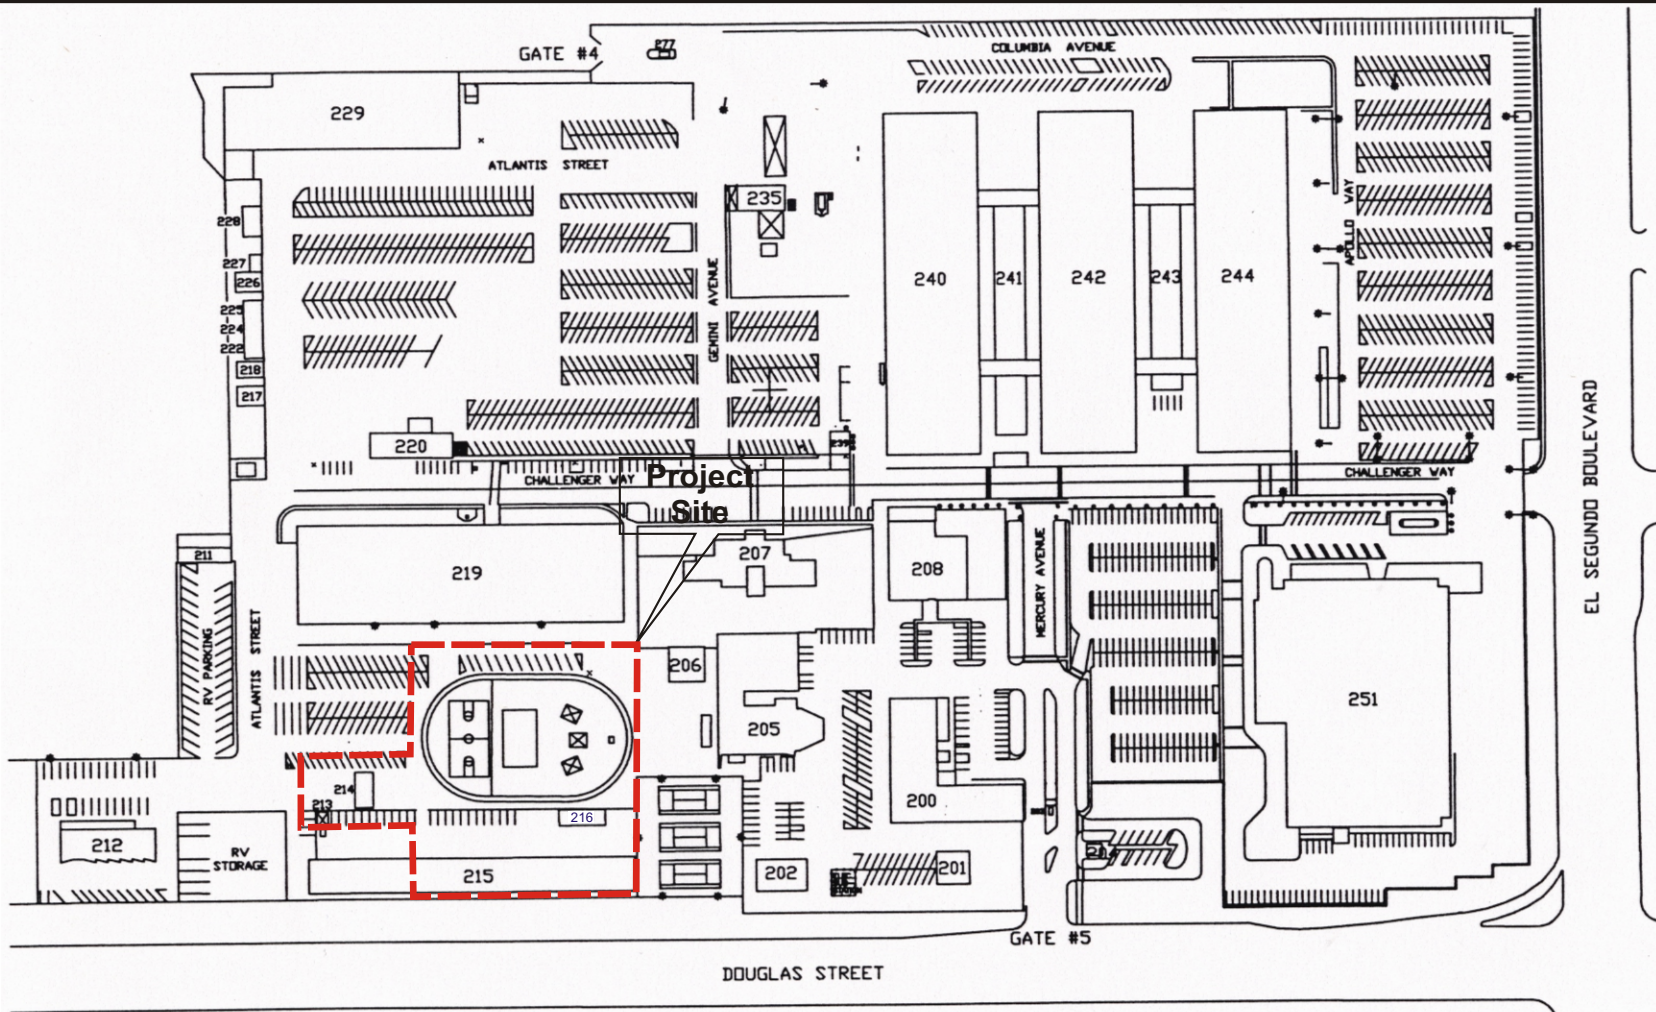 GATE #4
277
COLUMBIA AVENUE
229
ATLANTIS STREET
235
228
227
226
225
224
222
218
217
GEMINI AVENUE
240
241
242
243
244
APOLLO WAY
EL SEGUNDO BOULEVARD
220
239
CHALLENGER WAY
CHALLENGER WAY
Project
Site
211
219
207
208
MERCURY AVENUE
RV PARKING
ATLANTIS STREET
206
205
251
214
213
216
200
212
RV
STORAGE
215
202
201
GATE #5
DOUGLAS STREET